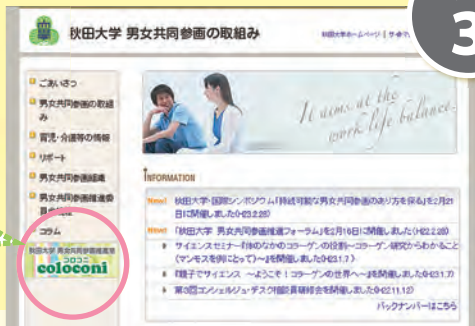 3
秋田大学 男女共同参画の取組み
秋田大学ホームページ
ごあいさつ
男女共同参画の取組
み
育児・介護等の情報
リポート
男女共同参画組織
男女共同参画推進委
コラム
秋田大学 男女共同参画推進室
コロコニ
coloconi
It aims at the
work life balance.
INFORMATION
New! 秋田大学・国際シンポジウム「持続可能な男女共同参画のあり方を探る」を2月21
日に開催しました(H23.2.28)
New! 「秋田大学 男女共同参画推進フォーラム」を2月16日に開催しました(H22.2.28)
サイエンスセミナー「体のなかのコラーゲンの役割～コラーゲン研究からわかること
(マンモスを例にとって)～」を開催しました(H23.1.7)
「親子でサイエンス ～ようこそ!コラーゲンの世界へ～」を開催しました(H23.1.7)
第3回コンシェルジュ・デスク相談員研修会を開催しました(H22.11.12)
バックナンバーはこちら